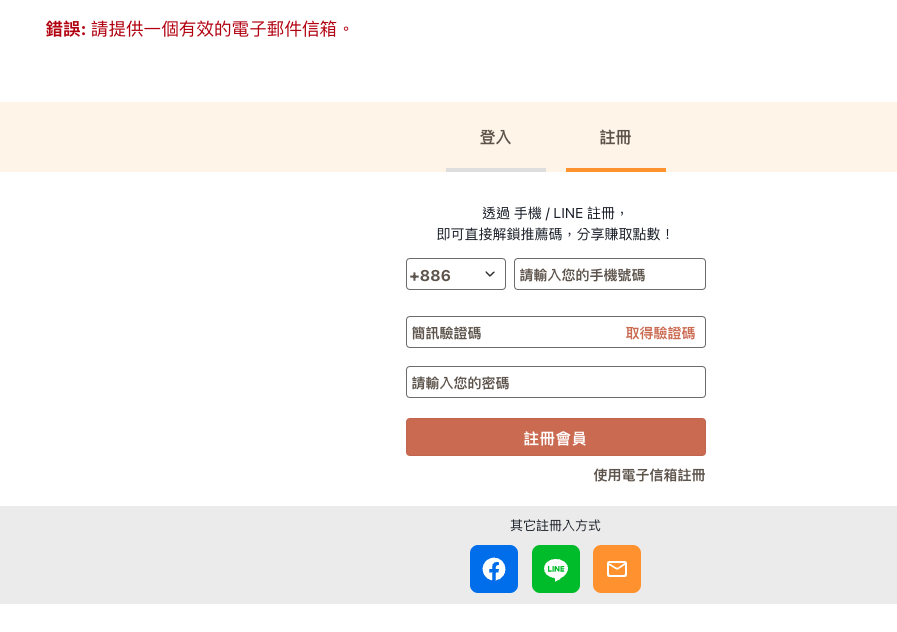 錯誤: 請提供一個有效的電子郵件信箱。
登入
註冊
透過 手機 / LINE 註冊，
即可直接解鎖推薦碼，分享賺取點數！
+886
請輸入您的手機號碼
簡訊驗證碼
取得驗證碼
請輸入您的密碼
註冊會員
使用電子信箱註冊
其它註冊入方式
LINE